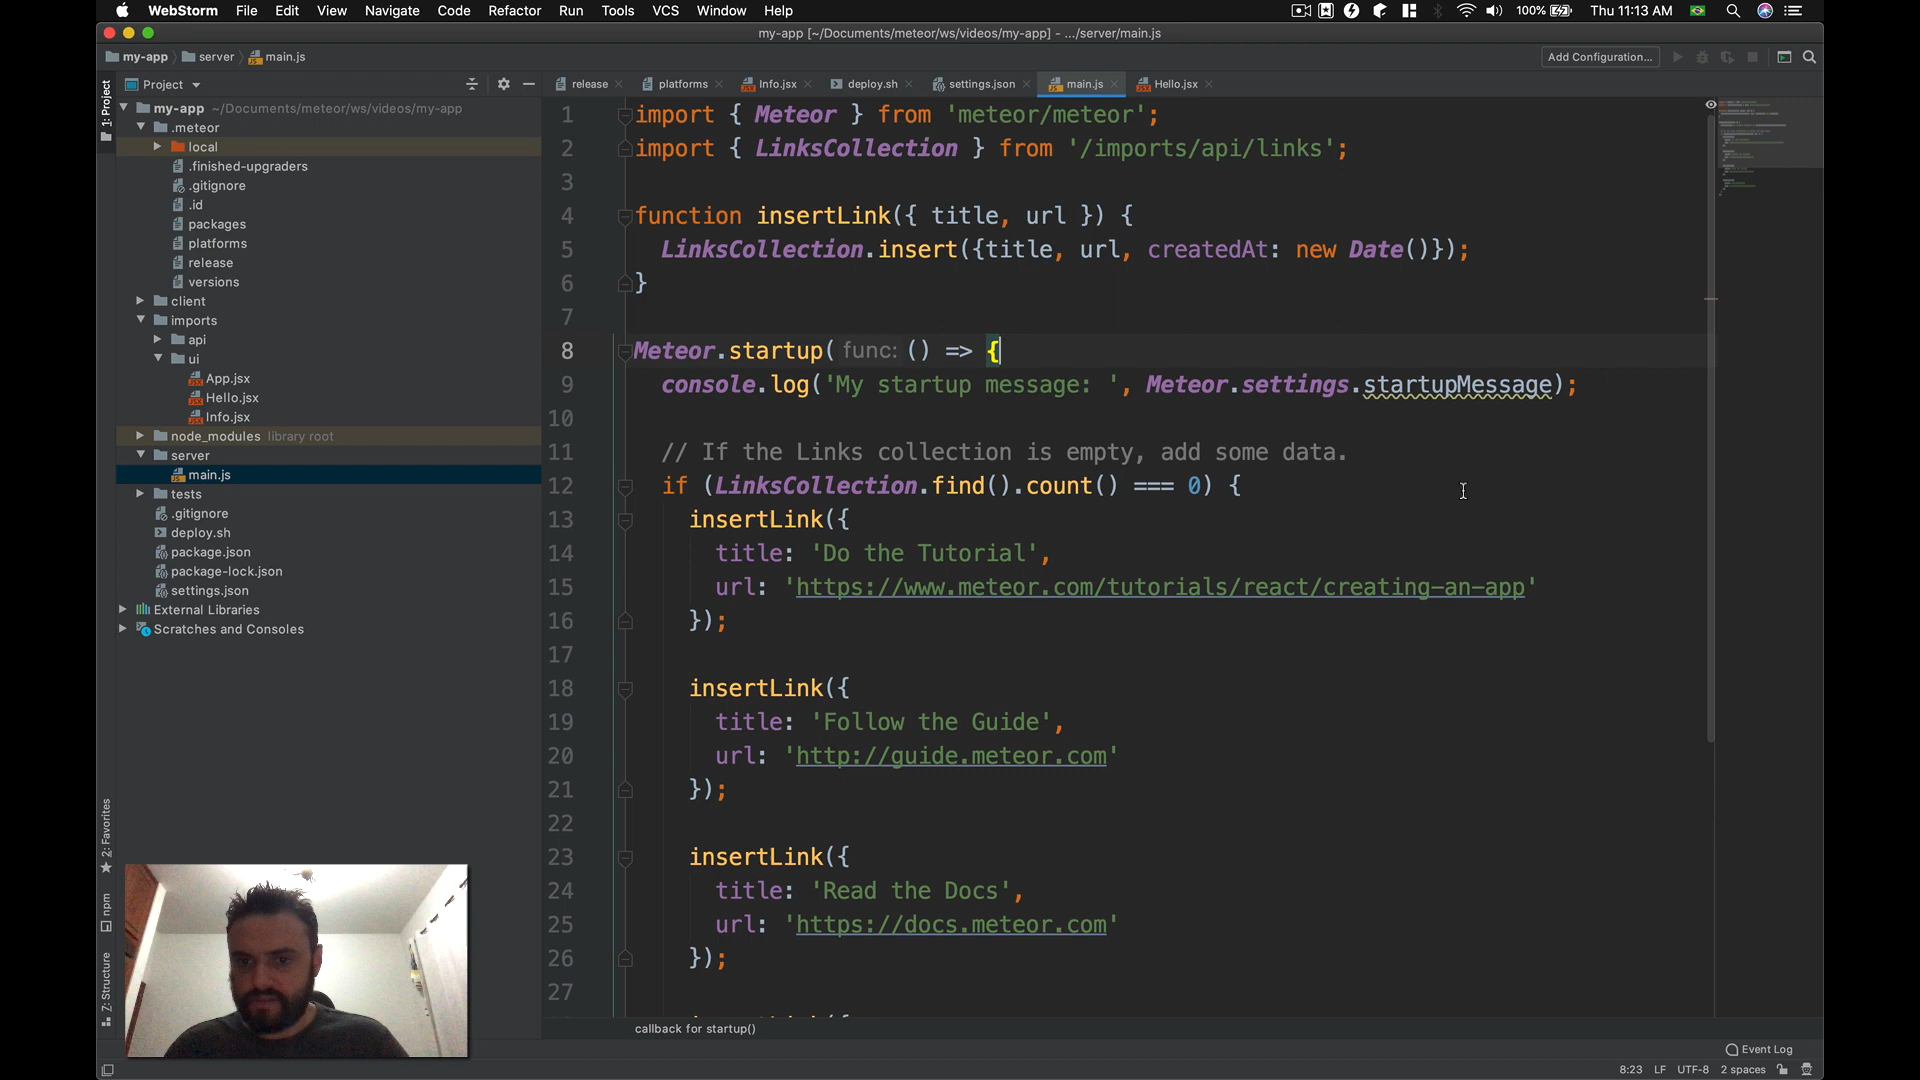 WebStorm File Edit View Navigate Code Refactor Run Tools VCS Window Help 100% Thu 11:13 AM
my-app [~/Documents/meteor/ws/videos/my-app] - .../server/main.js
my-app server main.js Add Configuration...
Project
release platforms Info.jsx deploy.sh settings.json main.js Hello.jsx
1: Project
my-app ~/Documents/meteor/ws/videos/my-app
.meteor
local
.finished-upgraders
.gitignore
.id
packages
platforms
release
versions
client
imports
api
ui
App.jsx
Hello.jsx
Info.jsx
node_modules library root
server
main.js
tests
.gitignore
deploy.sh
package.json
package-lock.json
settings.json
External Libraries
Scratches and Consoles
2: Favorites
npm
7: Structure
1 import { Meteor } from 'meteor/meteor';
2 import { LinksCollection } from '/imports/api/links';
3
4 function insertLink({ title, url }) {
5 LinksCollection.insert({title, url, createdAt: new Date()});
6 }
7
8 Meteor.startup( func: () => {
9 console.log('My startup message: ', Meteor.settings.startupMessage);
10
11 // If the Links collection is empty, add some data.
12 if (LinksCollection.find().count() === 0) {
13 insertLink({
14 title: 'Do the Tutorial',
15 url: 'https://www.meteor.com/tutorials/react/creating-an-app'
16 });
17
18 insertLink({
19 title: 'Follow the Guide',
20 url: 'http://guide.meteor.com'
21 });
22
23 insertLink({
24 title: 'Read the Docs',
25 url: 'https://docs.meteor.com'
26 });
27
callback for startup()
Event Log
8:23 LF UTF-8 2 spaces